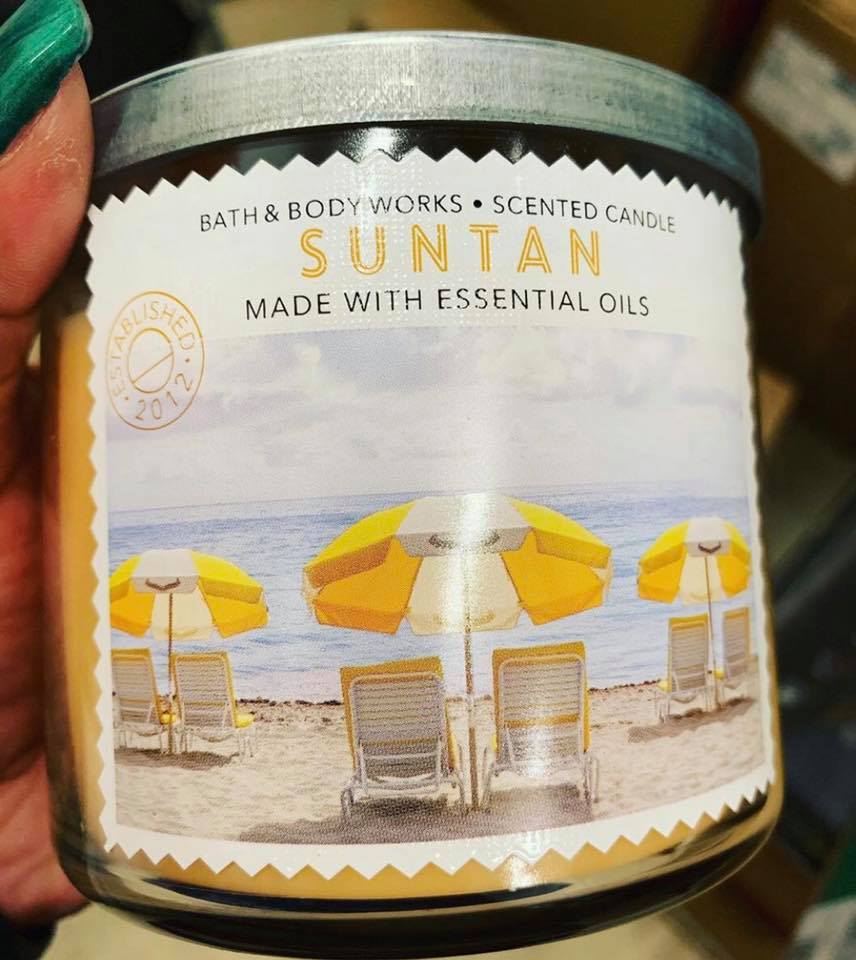 BATH & BODY WORKS • SCENTED CANDLE
SUNTAN
MADE WITH ESSENTIAL OILS
ESTABLISHED
• 2012 •